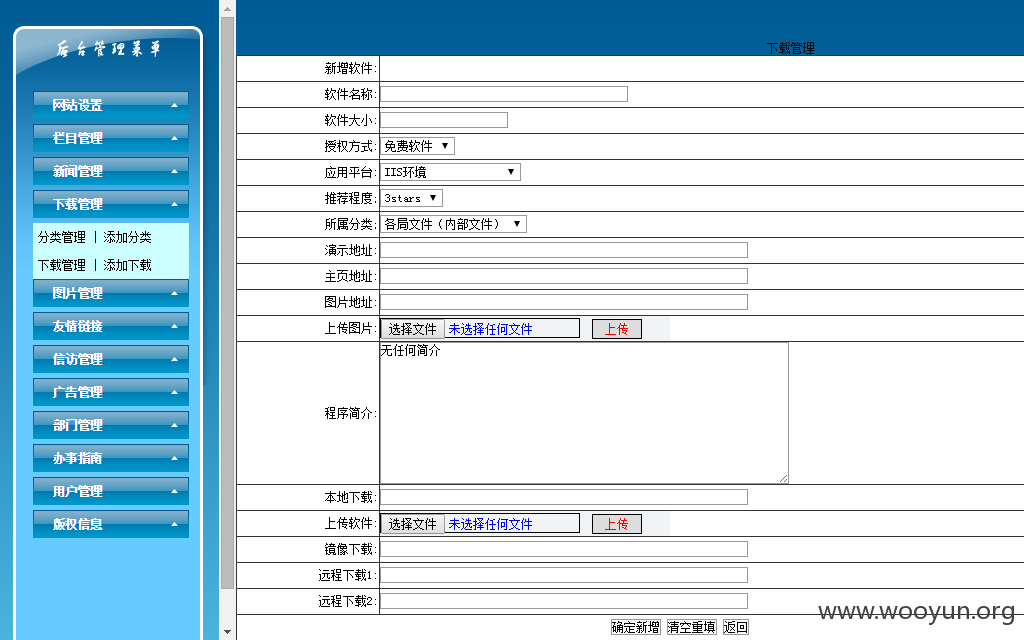 后台管理菜单
网站设置
栏目管理
新闻管理
下载管理
分类管理 | 添加分类
下载管理 | 添加下载
图片管理
友情链接
信访管理
广告管理
部门管理
办事指南
用户管理
版权信息
下载管理
新增软件:
软件名称:
软件大小:
授权方式: 免费软件
应用平台: IIS环境
推荐程度: 3stars
所属分类: 各局文件（内部文件）
演示地址:
主页地址:
图片地址:
上传图片: 选择文件 未选择任何文件 上传
程序简介: 无任何简介
本地下载:
上传软件: 选择文件 未选择任何文件 上传
镜像下载:
远程下载1:
远程下载2:
确定新增 清空重填 返回
www.wooyun.org